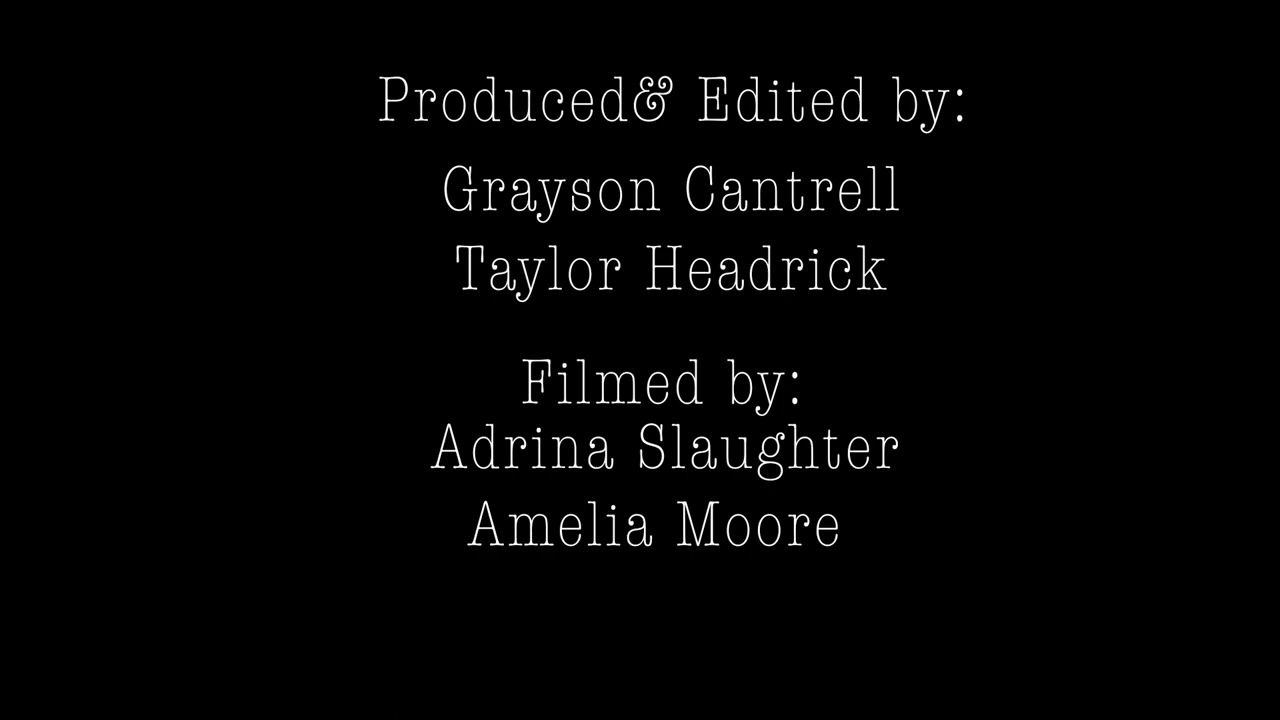 Produced& Edited by:
Grayson Cantrell
Taylor Headrick
Filmed by:
Adrina Slaughter
Amelia Moore